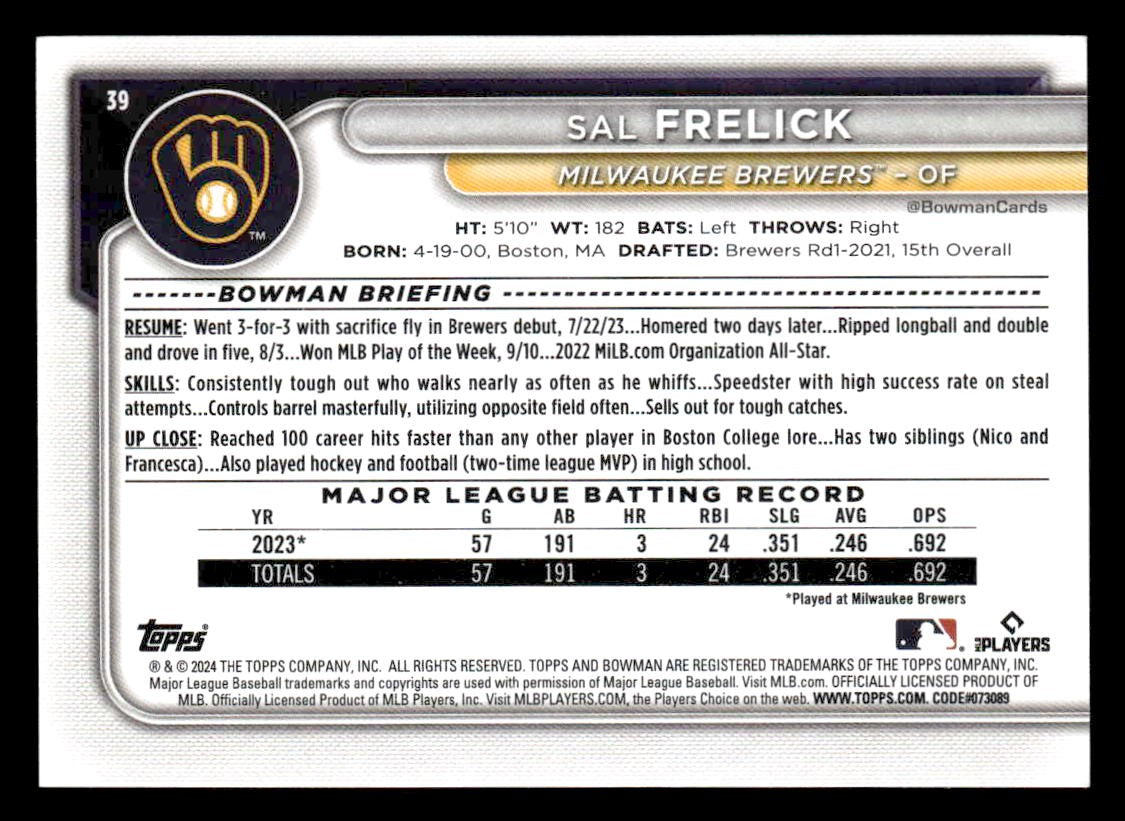 39
SAL FRELICK
MILWAUKEE BREWERS™ – OF
TM
@BowmanCards
HT: 5'10" WT: 182 BATS: Left THROWS: Right
BORN: 4-19-00, Boston, MA DRAFTED: Brewers Rd1-2021, 15th Overall
BOWMAN BRIEFING
RESUME: Went 3-for-3 with sacrifice fly in Brewers debut, 7/22/23...Homered two days later...Ripped longball and double
and drove in five, 8/3...Won MLB Play of the Week, 9/10...2022 MiLB.com Organization All-Star.
SKILLS: Consistently tough out who walks nearly as often as he whiffs...Speedster with high success rate on steal
attempts...Controls barrel masterfully, utilizing opposite field often...Sells out for tough catches.
UP CLOSE: Reached 100 career hits faster than any other player in Boston College lore...Has two siblings (Nico and
Francesca)...Also played hockey and football (two-time league MVP) in high school.
MAJOR LEAGUE BATTING RECORD
YR G AB HR RBI SLG AVG OPS
2023* 57 191 3 24 .351 .246 .692
TOTALS 57 191 3 24 .351 .246 .692
*Played at Milwaukee Brewers
Topps
MLB PLAYERS
® & © 2024 THE TOPPS COMPANY, INC. ALL RIGHTS RESERVED. TOPPS AND BOWMAN ARE REGISTERED TRADEMARKS OF THE TOPPS COMPANY, INC.
Major League Baseball trademarks and copyrights are used with permission of Major League Baseball. Visit MLB.com. OFFICIALLY LICENSED PRODUCT OF
MLB. Officially Licensed Product of MLB Players, Inc. Visit MLBPLAYERS.COM, the Players Choice on the web. WWW.TOPPS.COM. CODE#073089